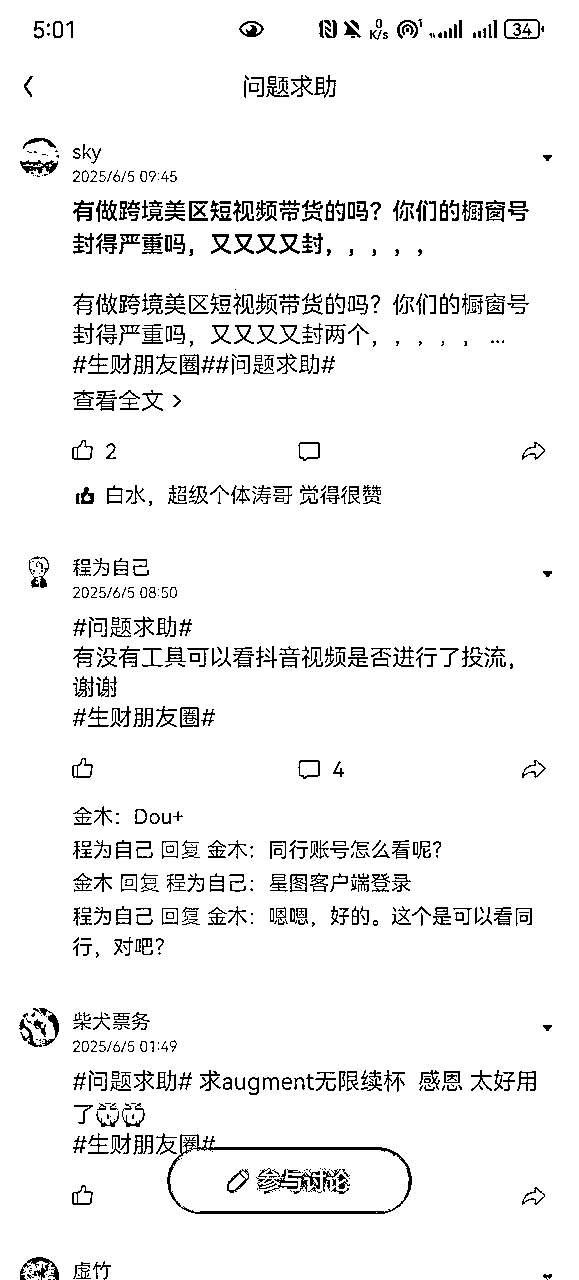 5:01
0 K/s
34
问题求助
sky
2025/6/5 09:45
有做跨境美区短视频带货的吗？你们的橱窗号
封得严重吗，又又又又封，，，，，
有做跨境美区短视频带货的吗？你们的橱窗号
封得严重吗，又又又又封两个，，，，，...
#生财朋友圈##问题求助#
查看全文 >
2
白水，超级个体涛哥 觉得很赞
程为自己
2025/6/5 08:50
#问题求助#
有没有工具可以看抖音视频是否进行了投流，
谢谢
#生财朋友圈#
4
金木：Dou+
程为自己 回复 金木：同行账号怎么看呢？
金木 回复 程为自己：星图客户端登录
程为自己 回复 金木：嗯嗯，好的。这个是可以看同
行，对吧？
柴犬票务
2025/6/5 01:49
#问题求助# 求augment无限续杯 感恩 太好用
了
#生财朋友圈#
参与讨论
虚竹